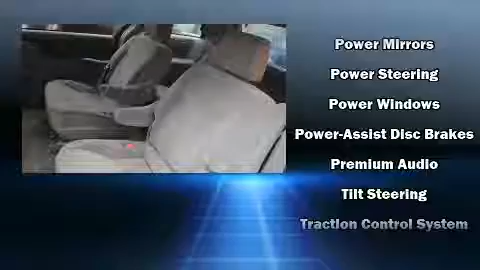 Power Mirrors
Power Steering
Power Windows
Power-Assist Disc Brakes
Premium Audio
Tilt Steering
Traction Control System